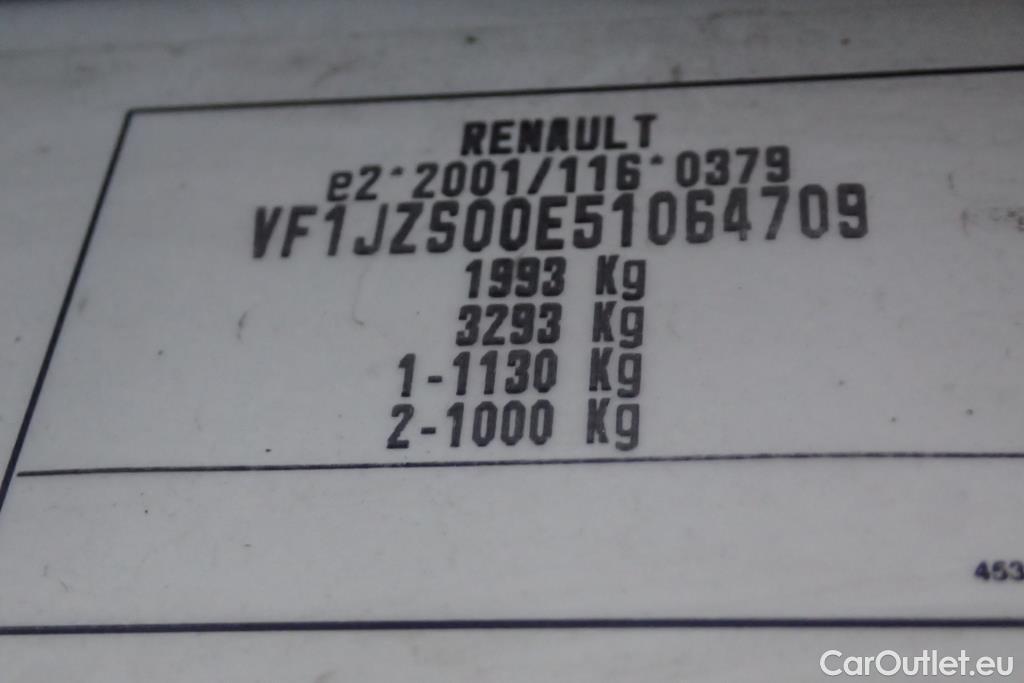 RENAULT
e2*2001/116*0379
VF1JZS00E51064709
1993 Kg
3293 Kg
1-1130 Kg
2-1000 Kg
453
CarOutlet.eu